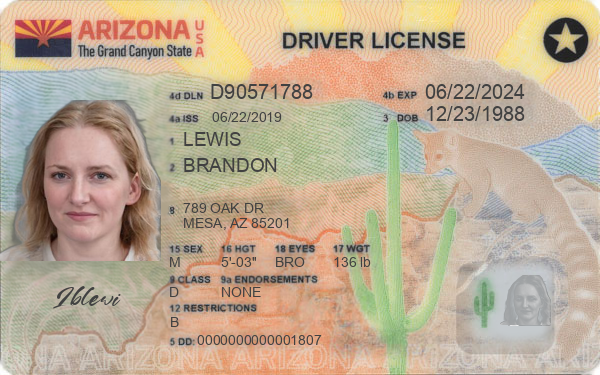 ARIZONA USA
The Grand Canyon State
DRIVER LICENSE
4d DLN D90571788 4b EXP 06/22/2024
4a ISS 06/22/2019 3 DOB 12/23/1988
1 LEWIS
2 BRANDON
8 789 OAK DR
MESA, AZ 85201
15 SEX 16 HGT 18 EYES 17 WGT
M 5'-03" BRO 136 lb
9 CLASS 9a ENDORSEMENTS
D NONE
12 RESTRICTIONS
B
Iblewi
5 DD: 0000000000001807
ONA ARIZONA ARIZONA ARIZONA ARIZONA ARIZON